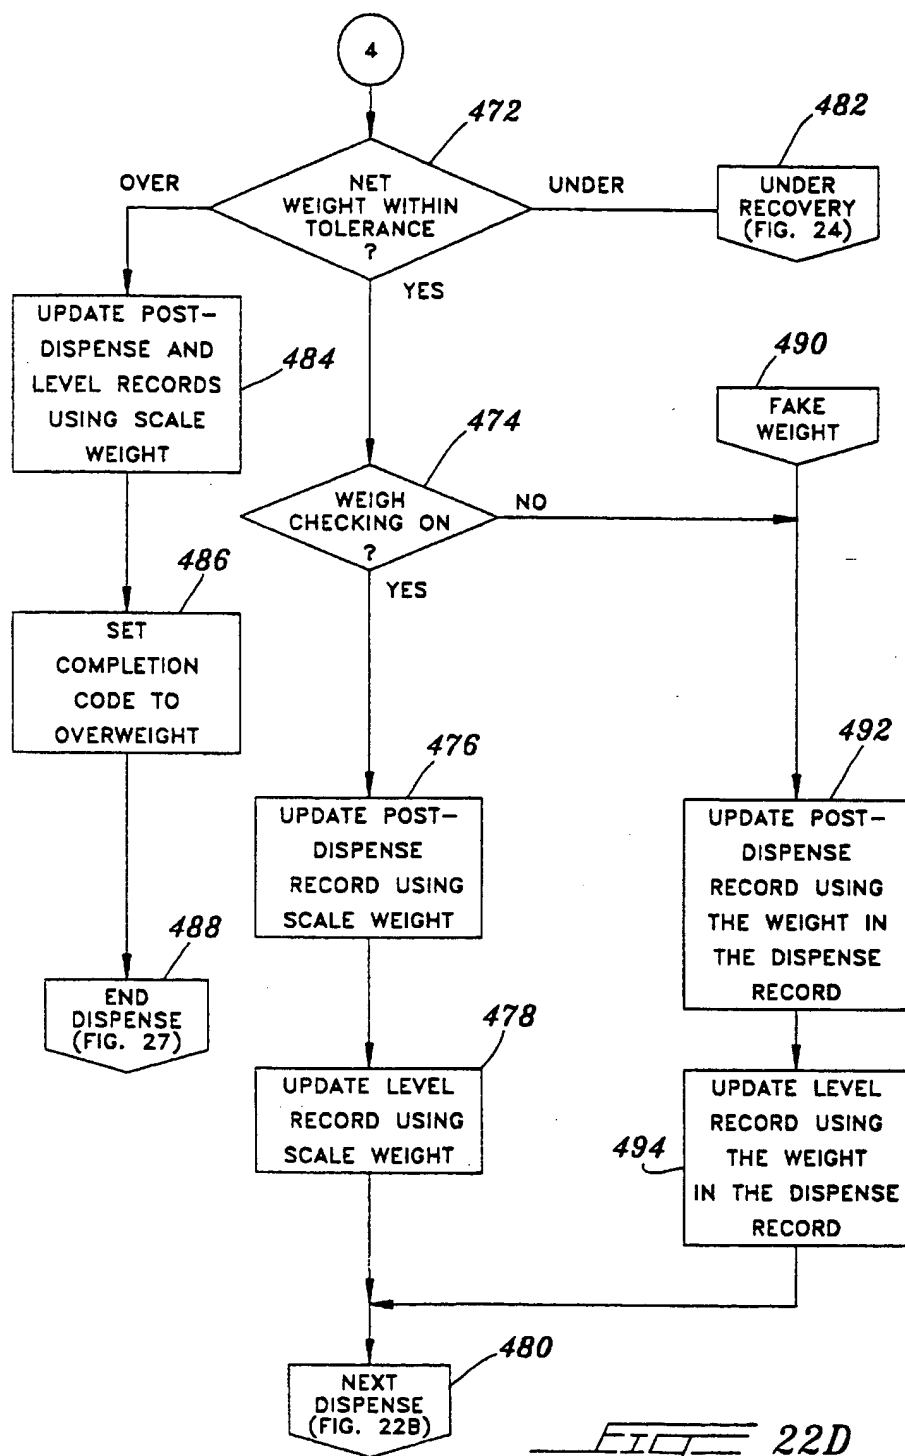 4
472
482
OVER
NET
WEIGHT WITHIN
TOLERANCE
?
UNDER
UNDER
RECOVERY
(FIG. 24)
YES
UPDATE POST-
DISPENSE AND
LEVEL RECORDS
USING SCALE
WEIGHT
484
490
FAKE
WEIGHT
474
WEIGH
CHECKING ON
?
NO
YES
486
SET
COMPLETION
CODE TO
OVERWEIGHT
476
UPDATE POST-
DISPENSE
RECORD USING
SCALE WEIGHT
492
UPDATE POST-
DISPENSE
RECORD USING
THE WEIGHT IN
THE DISPENSE
RECORD
488
END
DISPENSE
(FIG. 27)
478
UPDATE LEVEL
RECORD USING
SCALE WEIGHT
494
UPDATE LEVEL
RECORD USING
THE WEIGHT
IN THE DISPENSE
RECORD
480
NEXT
DISPENSE
(FIG. 22B)
FIG 22D